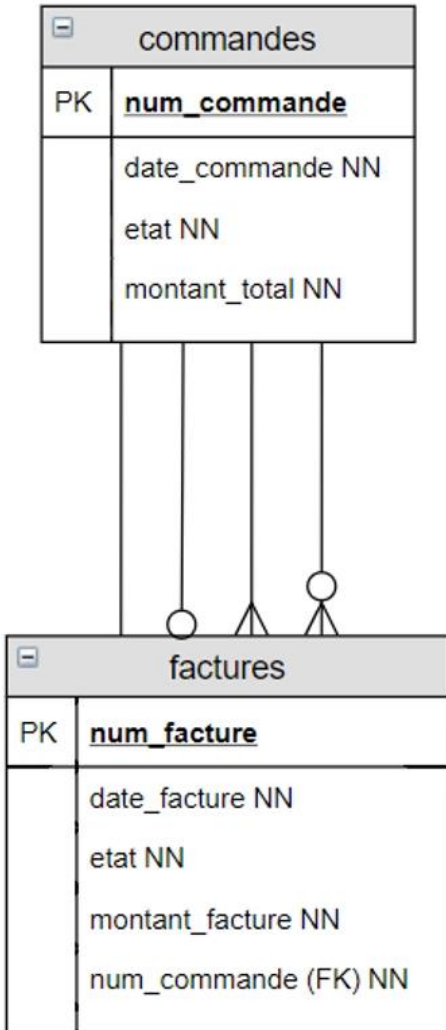 commandes
PK num_commande
date_commande NN
etat NN
montant_total NN
factures
PK num_facture
date_facture NN
etat NN
montant_facture NN
num_commande (FK) NN